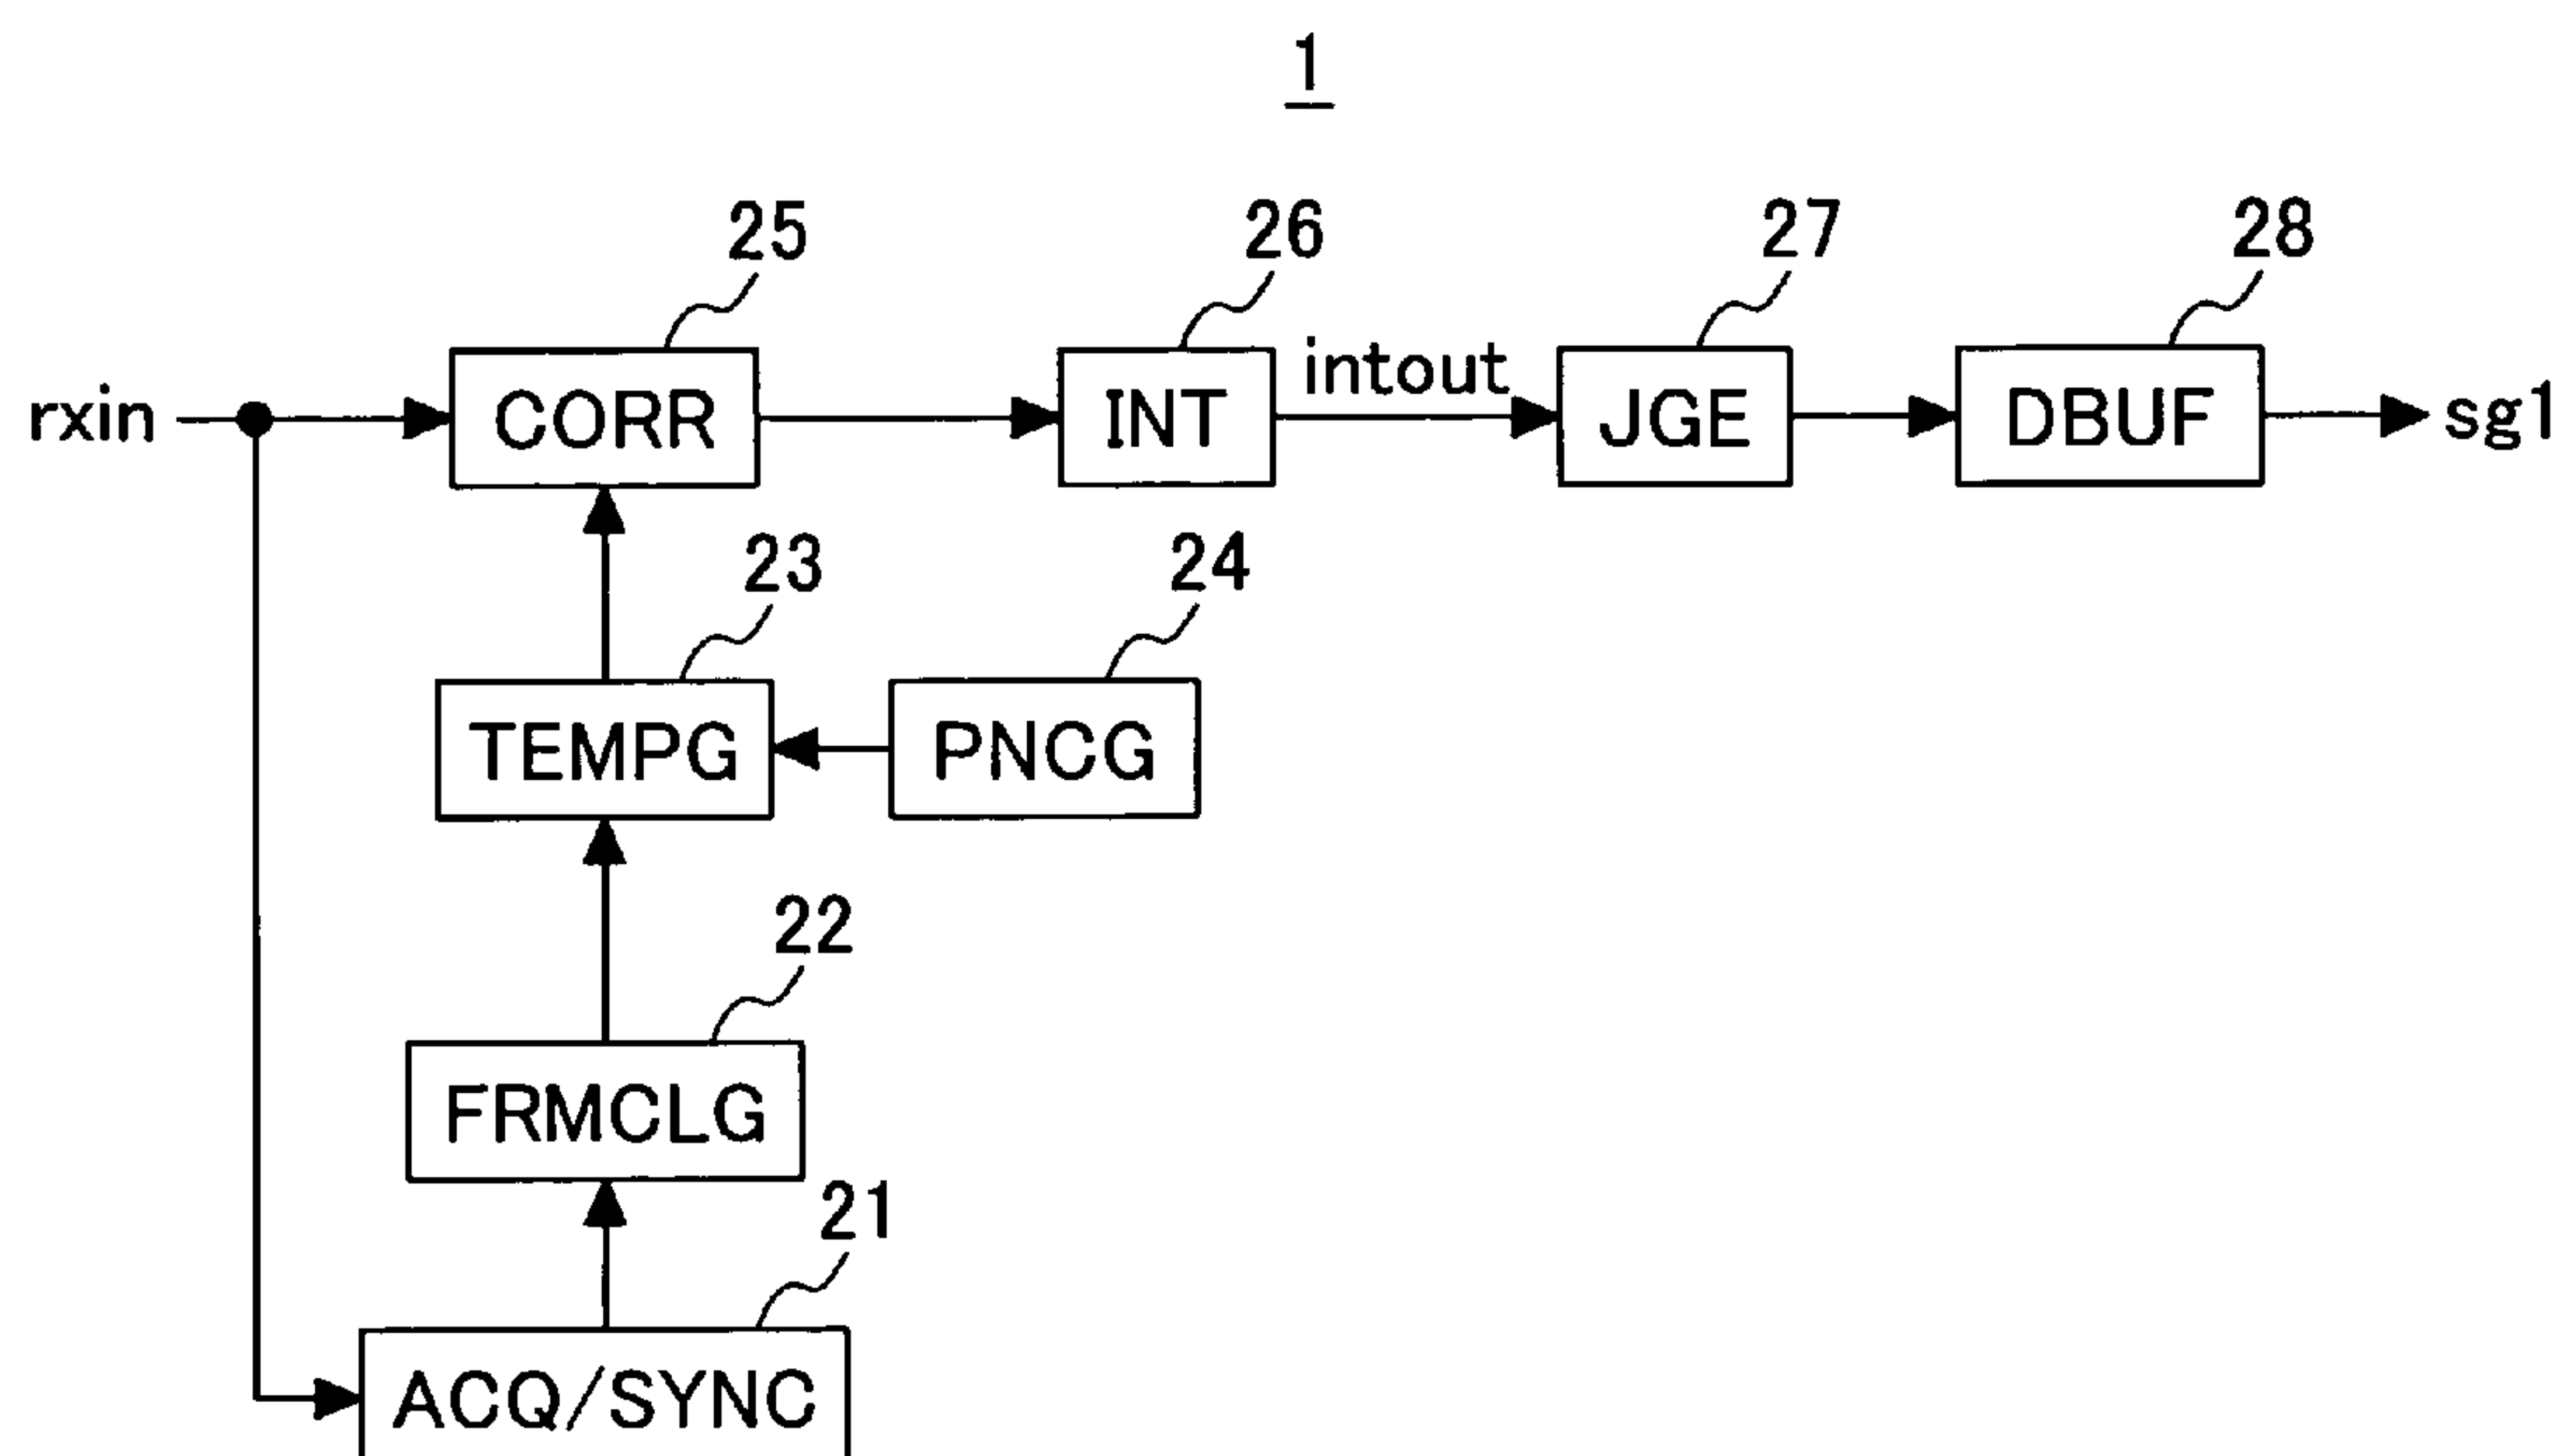 1
25 26 27 28
rxin CORR INT intout JGE DBUF sg1
23 24
TEMPG PNCG
22
FRMCLG
21
ACQ/SYNC